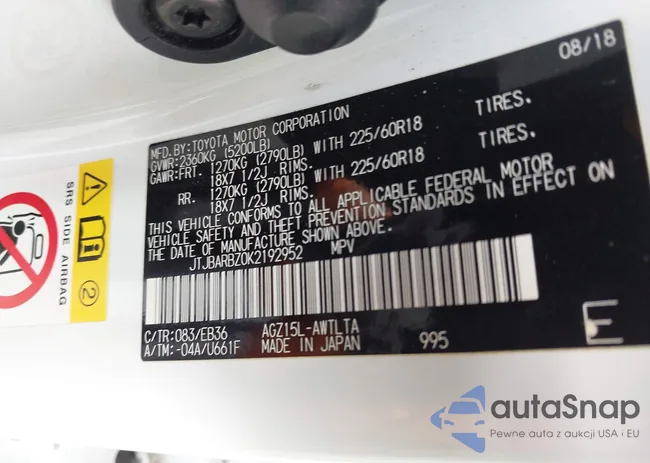 08/18
MFD.BY:TOYOTA MOTOR CORPORATION
GVWR:2360KG (5200LB)
GAWR:FRT. 1270KG (2790LB) WITH 225/60R18 TIRES,
18X7 1/2J RIMS.
RR. 1270KG (2790LB) WITH 225/60R18 TIRES,
18X7 1/2J RIMS.
THIS VEHICLE CONFORMS TO ALL APPLICABLE FEDERAL MOTOR
VEHICLE SAFETY AND THEFT PREVENTION STANDARDS IN EFFECT ON
THE DATE OF MANUFACTURE SHOWN ABOVE.
JTJBARBZ0K2192952 MPV
C/TR:083/EB36 AGZ15L-AWTLTA
A/TM:-04A/U661F MADE IN JAPAN 995
E
SRS SIDE AIRBAG
2
autoSnap
Pewne auta z aukcji USA i EU